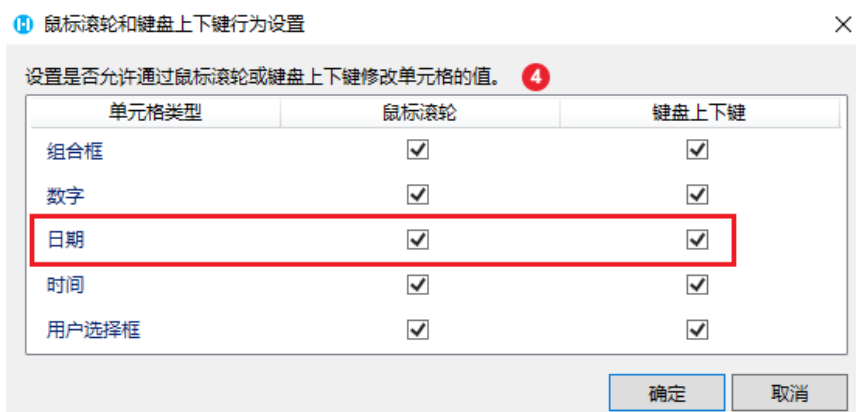 鼠标滚轮和键盘上下键行为设置
设置是否允许通过鼠标滚轮或键盘上下键修改单元格的值。 4
单元格类型 鼠标滚轮 键盘上下键
组合框
数字
日期
时间
用户选择框
确定 取消